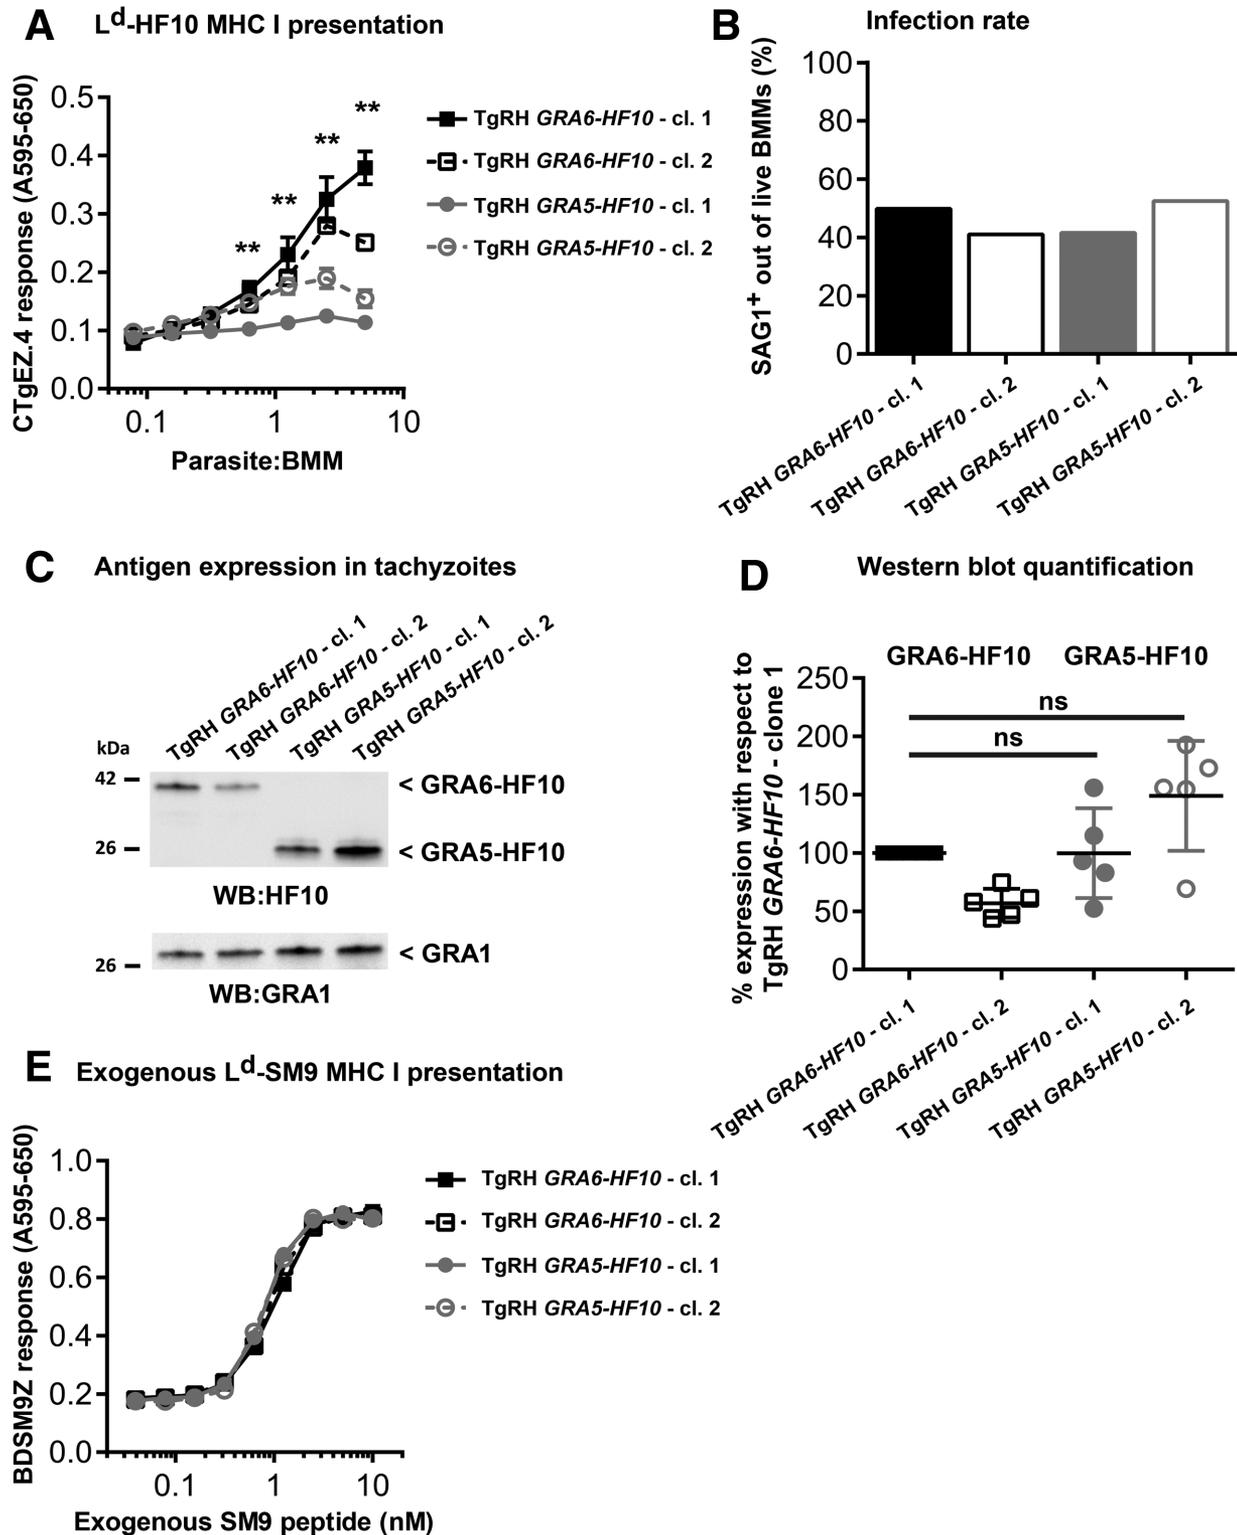 A L^d-HF10 MHC I presentation
CTgEZ.4 response (A595-650)
0.5
0.4
0.3
0.2
0.1
0.0
**
**
**
**
0.1 1 10
Parasite:BMM
TgRH GRA6-HF10 - cl. 1
TgRH GRA6-HF10 - cl. 2
TgRH GRA5-HF10 - cl. 1
TgRH GRA5-HF10 - cl. 2
B Infection rate
SAG1+ out of live BMMs (%)
100
80
60
40
20
0
TgRH GRA6-HF10 - cl. 1
TgRH GRA6-HF10 - cl. 2
TgRH GRA5-HF10 - cl. 1
TgRH GRA5-HF10 - cl. 2
C Antigen expression in tachyzoites
TgRH GRA6-HF10 - cl. 1
TgRH GRA6-HF10 - cl. 2
TgRH GRA5-HF10 - cl. 1
TgRH GRA5-HF10 - cl. 2
kDa
42
< GRA6-HF10
26
< GRA5-HF10
WB:HF10
< GRA1
26
WB:GRA1
D Western blot quantification
% expression with respect to
TgRH GRA6-HF10 - clone 1
GRA6-HF10 GRA5-HF10
250
200
150
100
50
0
ns
ns
TgRH GRA6-HF10 - cl. 1
TgRH GRA6-HF10 - cl. 2
TgRH GRA5-HF10 - cl. 1
TgRH GRA5-HF10 - cl. 2
E Exogenous L^d-SM9 MHC I presentation
BDSM9Z response (A595-650)
1.0
0.8
0.6
0.4
0.2
0.0
0.1 1 10
Exogenous SM9 peptide (nM)
TgRH GRA6-HF10 - cl. 1
TgRH GRA6-HF10 - cl. 2
TgRH GRA5-HF10 - cl. 1
TgRH GRA5-HF10 - cl. 2